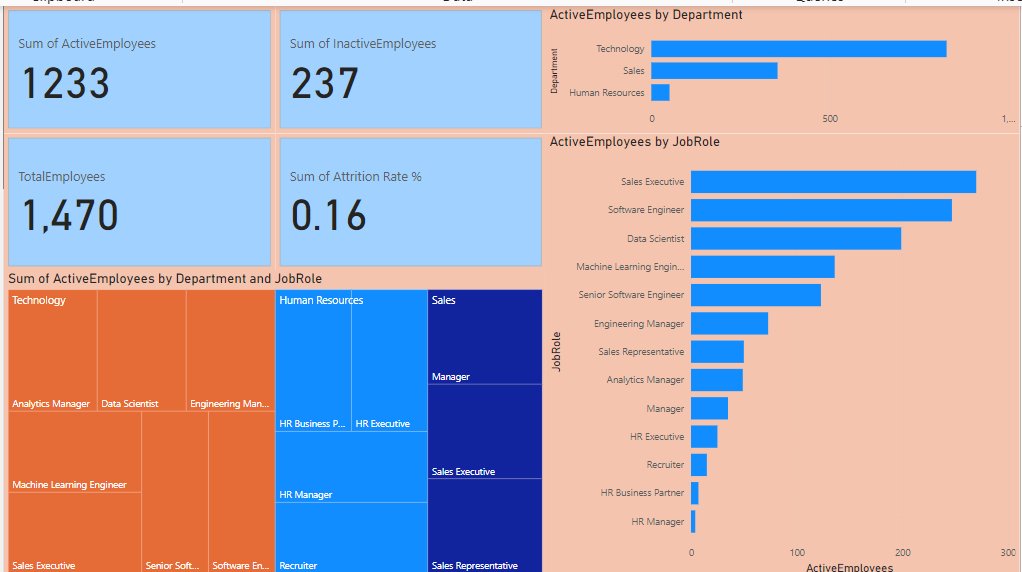 Sum of ActiveEmployees
1233
Sum of InactiveEmployees
237
TotalEmployees
1,470
Sum of Attrition Rate %
0.16
Sum of ActiveEmployees by Department and JobRole
Technology
Analytics Manager
Data Scientist
Engineering Man...
Machine Learning Engineer
Sales Executive
Senior Soft...
Software En...
Human Resources
HR Business P...
HR Executive
HR Manager
Recruiter
Sales
Manager
Sales Executive
Sales Representative
ActiveEmployees by Department
Department
Technology
Sales
Human Resources
0
500
1,...
ActiveEmployees by JobRole
JobRole
Sales Executive
Software Engineer
Data Scientist
Machine Learning Engin...
Senior Software Engineer
Engineering Manager
Sales Representative
Analytics Manager
Manager
HR Executive
Recruiter
HR Business Partner
HR Manager
0
100
200
300
ActiveEmployees